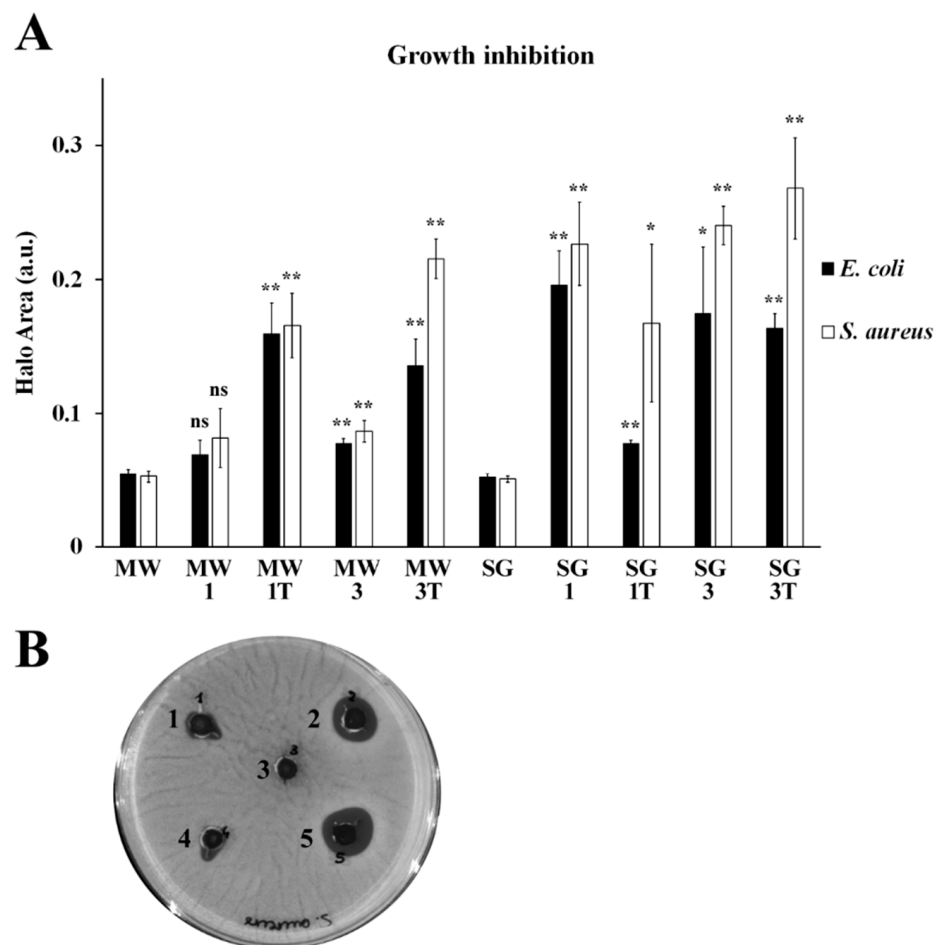 A
Growth inhibition
Halo Area (a.u.)
0.3
0.2
0.1
0
** ** ** ** ** ** ** ** * ** * ** ** **
ns ns
MW MW MW MW MW SG SG SG SG SG
1 1T 3 3T 1 1T 3 3T
E. coli
S. aureus
B
1 1
2 2
3 3
4 4
5 5
S. aureus